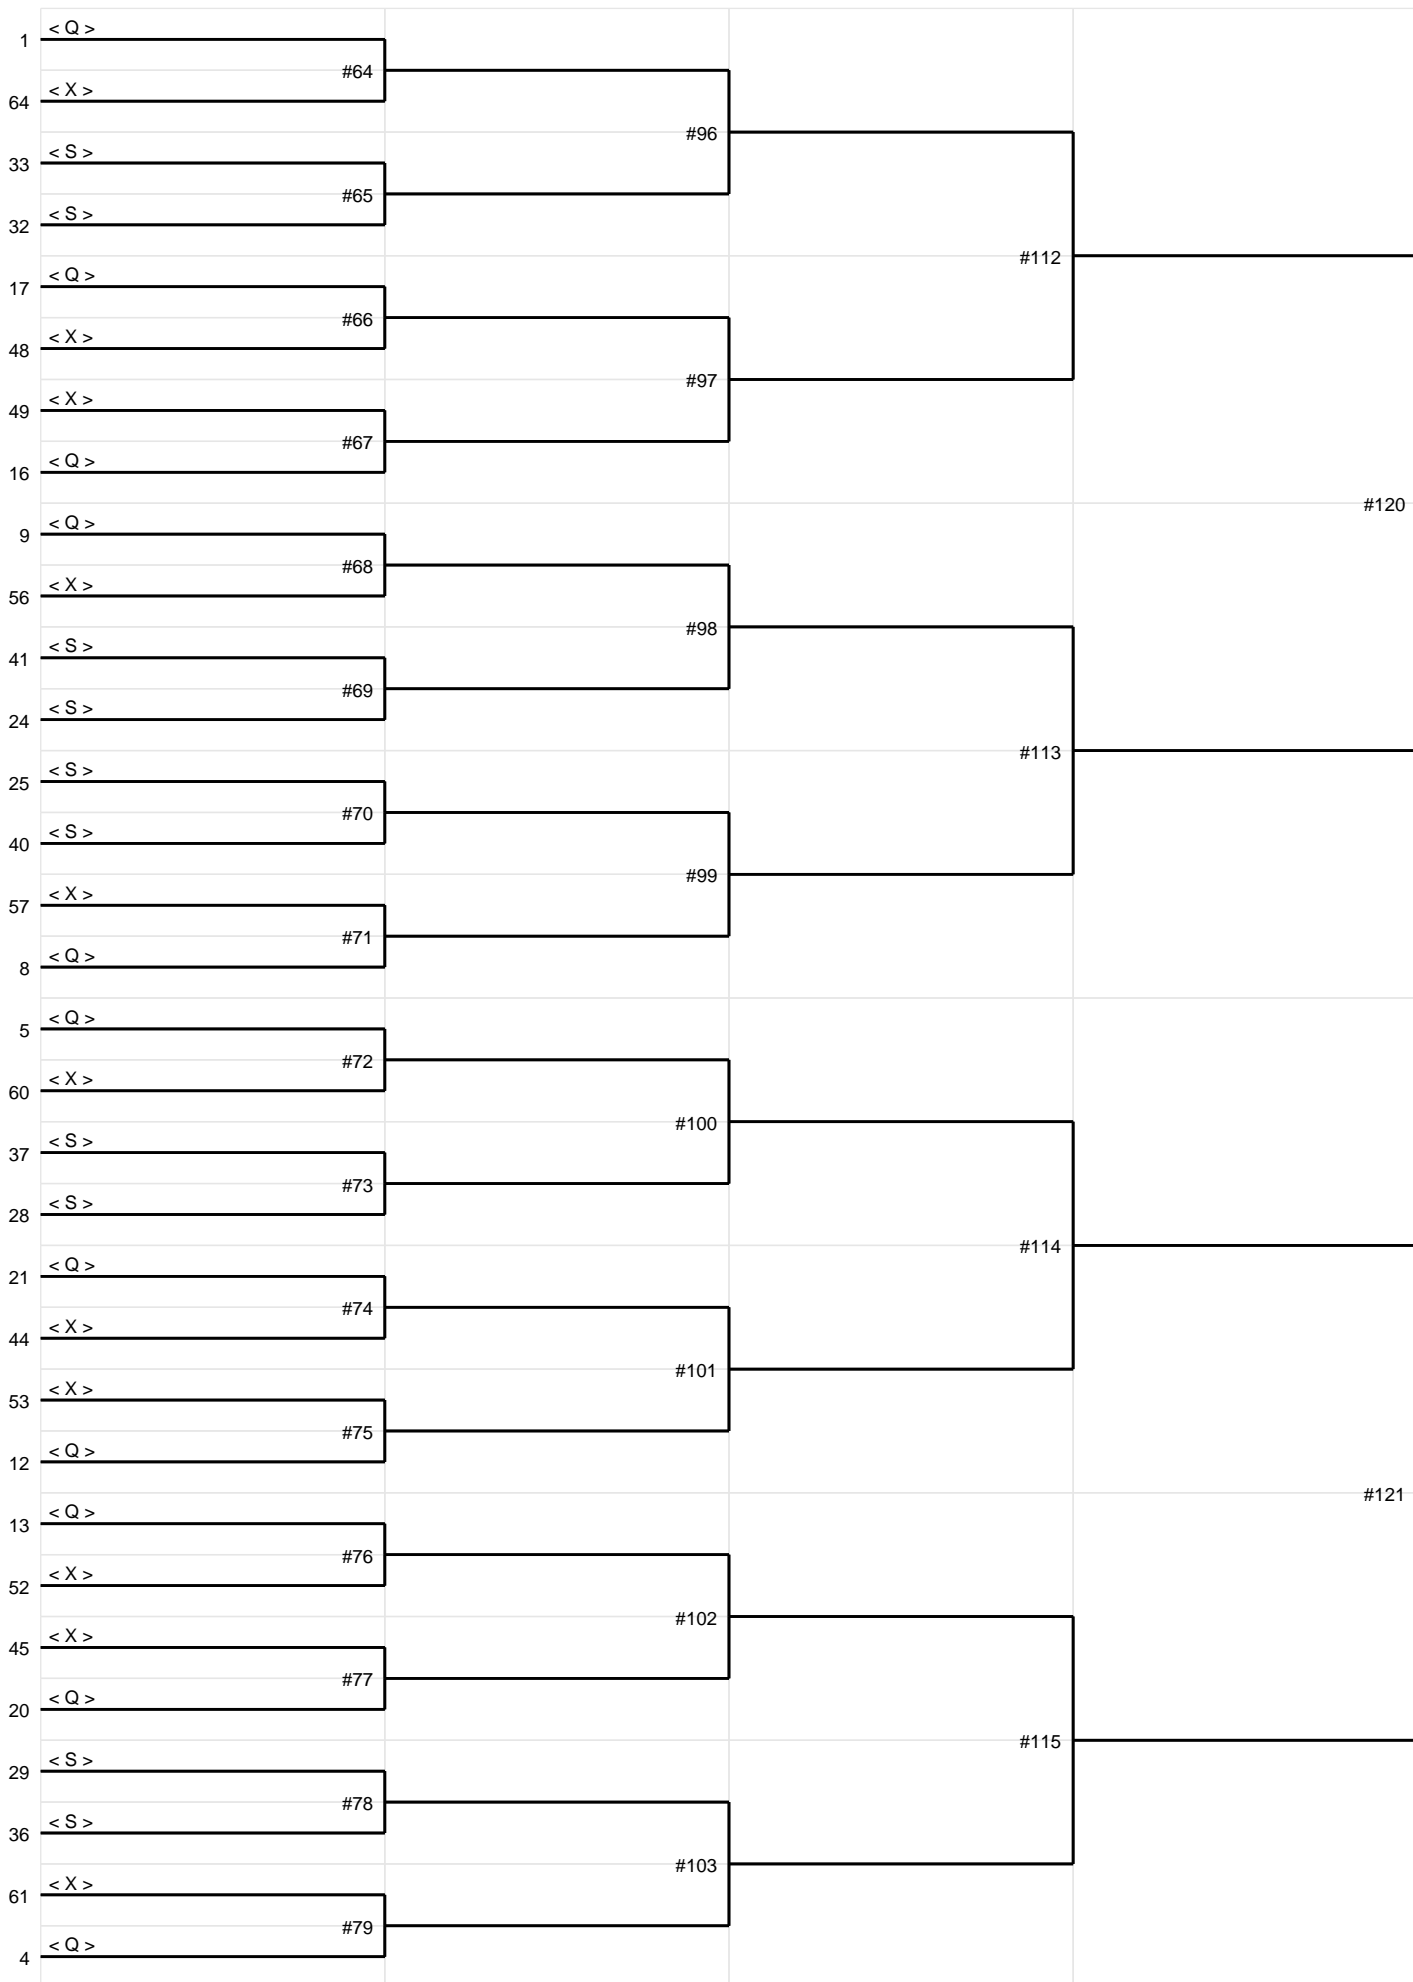 < Q >
1
#64
< X >
64
#96
< S >
33
#65
< S >
32
#112
< Q >
17
#66
< X >
48
#97
< X >
49
#67
< Q >
16
#120
< Q >
9
#68
< X >
56
#98
< S >
41
#69
< S >
24
#113
< S >
25
#70
< S >
40
#99
< X >
57
#71
< Q >
8
< Q >
5
#72
< X >
60
#100
< S >
37
#73
< S >
28
#114
< Q >
21
#74
< X >
44
#101
< X >
53
#75
< Q >
12
#121
< Q >
13
#76
< X >
52
#102
< X >
45
#77
< Q >
20
#115
< S >
29
#78
< S >
36
#103
< X >
61
#79
< Q >
4